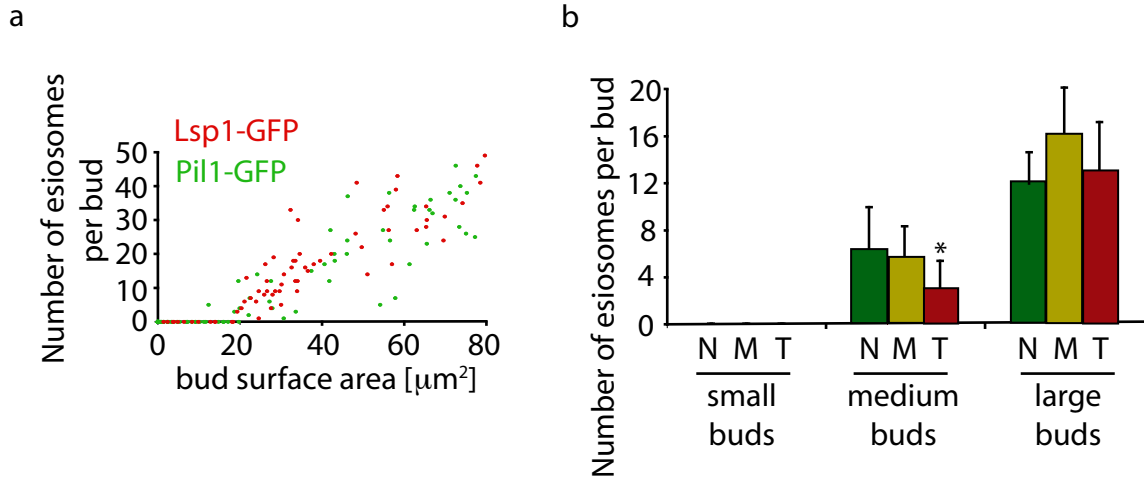 a
Number of esiosomes
per bud
Lsp1-GFP
Pil1-GFP
50
40
30
20
10
0
0 20 40 60 80
bud surface area [μm²]
b
Number of esiosomes per bud
20
16
12
8
4
0
*
N M T N M T N M T
small medium large
buds buds buds